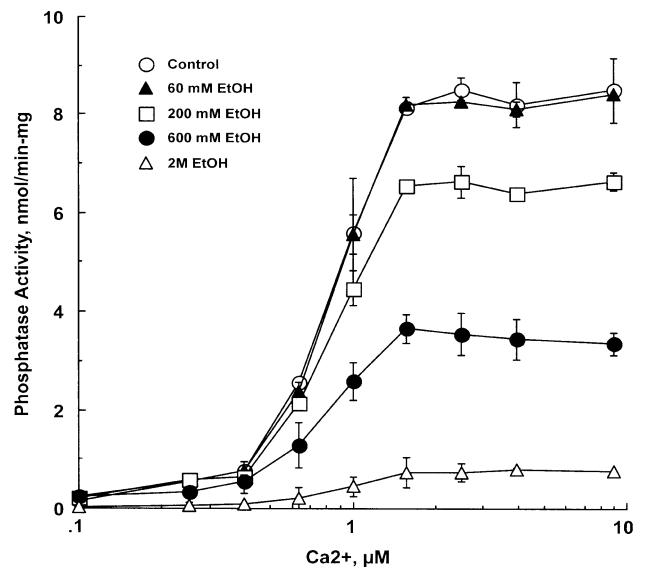 10
8
6
4
2
0
Phosphatase Activity, nmol/min-mg
Control
60 mM EtOH
200 mM EtOH
600 mM EtOH
2M EtOH
.1
1
10
Ca2+, µM